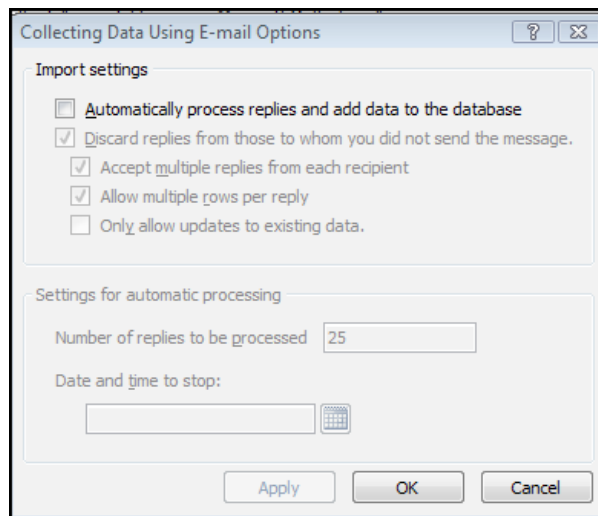 Collecting Data Using E-mail Options
Import settings
Automatically process replies and add data to the database
Discard replies from those to whom you did not send the message.
Accept multiple replies from each recipient
Allow multiple rows per reply
Only allow updates to existing data.
Settings for automatic processing
Number of replies to be processed 25
Date and time to stop:
Apply OK Cancel